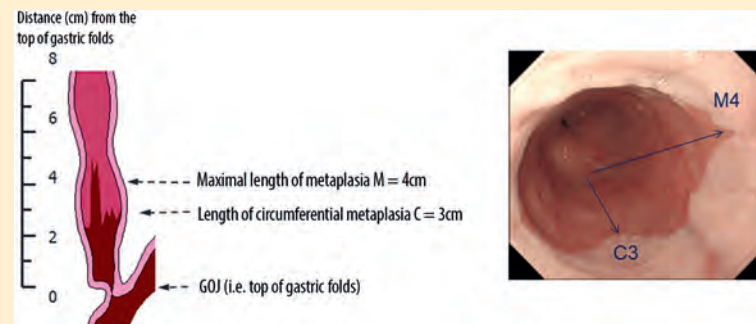 Distance (cm) from the
top of gastric folds
8
6
4
2
0
Maximal length of metaplasia M = 4cm
Length of circumferential metaplasia C = 3cm
GOJ (i.e. top of gastric folds)
M4
C3